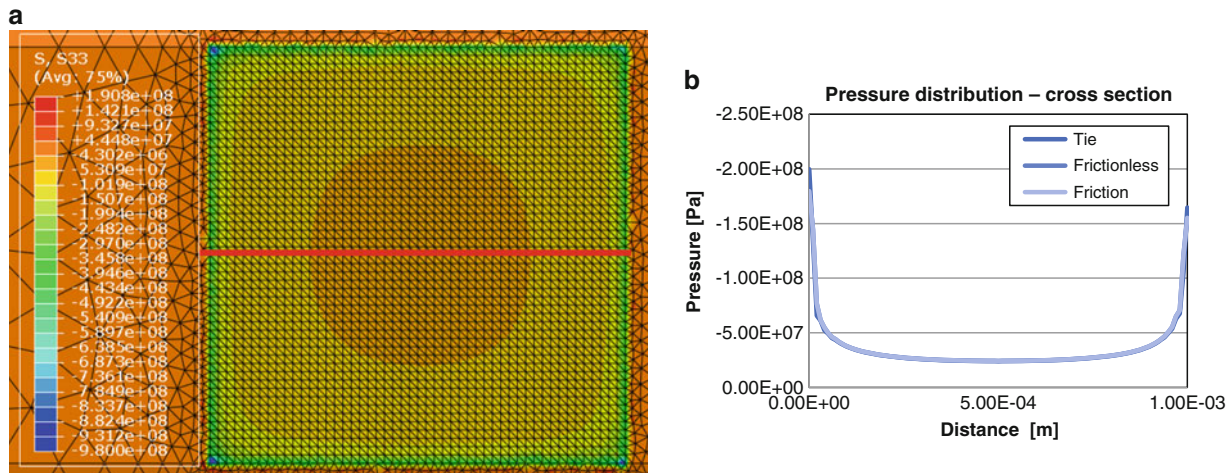 a
S, S33
(Avg: 75%)
+1.908e+08
+1.421e+08
+9.327e+07
+4.448e+07
-4.302e+06
-5.309e+07
-1.019e+08
-1.507e+08
-1.994e+08
-2.482e+08
-2.970e+08
-3.458e+08
-3.946e+08
-4.434e+08
-4.922e+08
-5.409e+08
-5.897e+08
-6.385e+08
-6.873e+08
-7.361e+08
-7.849e+08
-8.337e+08
-8.824e+08
-9.312e+08
-9.800e+08
b
Pressure distribution – cross section
-2.50E+08
-2.00E+08
-1.50E+08
-1.00E+08
-5.00E+07
0.00E+00
Pressure [Pa]
Tie
Frictionless
Friction
0.00E+00
5.00E-04
1.00E-03
Distance [m]